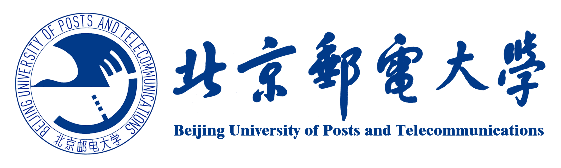 BEIJING UNIVERSITY OF POSTS AND TELECOMMUNICATIONS
北京邮电大学
北京郵電大學
Beijing University of Posts and Telecommunications